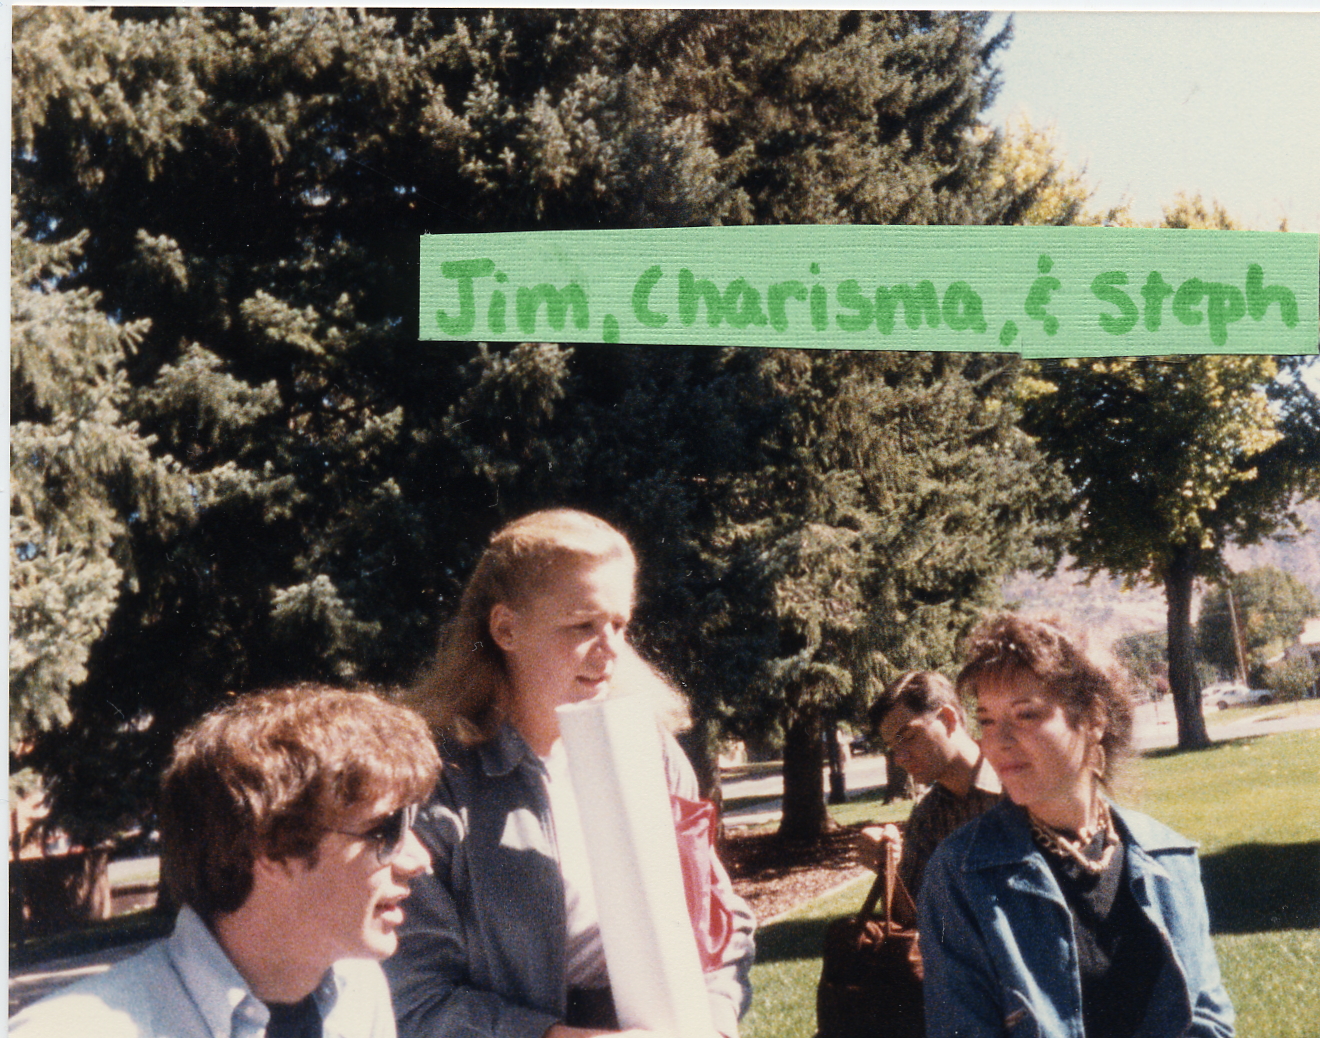 Jim, Charisma, & Steph